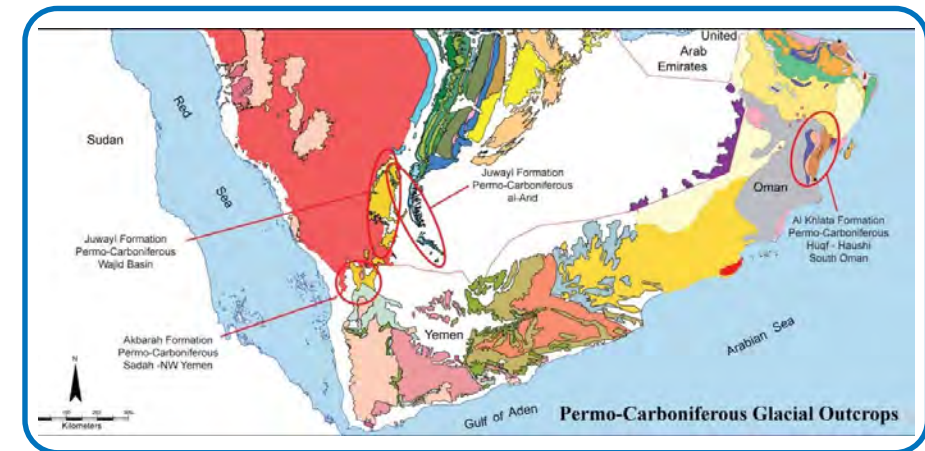 United
Arab
Emirates
Red
Sea
Sudan
Juwayl Formation
Permo-Carboniferous
al-Arid
Oman
Al Khlata Formation
Permo-Carboniferous
Huqf - Haushi
South Oman
Juwayl Formation
Permo-Carboniferous
Wajid Basin
Akbarah Formation
Permo-Carboniferous
Sadah -NW Yemen
Yemen
Arabian Sea
N
Gulf of Aden
Permo-Carboniferous Glacial Outcrops
Kilometers